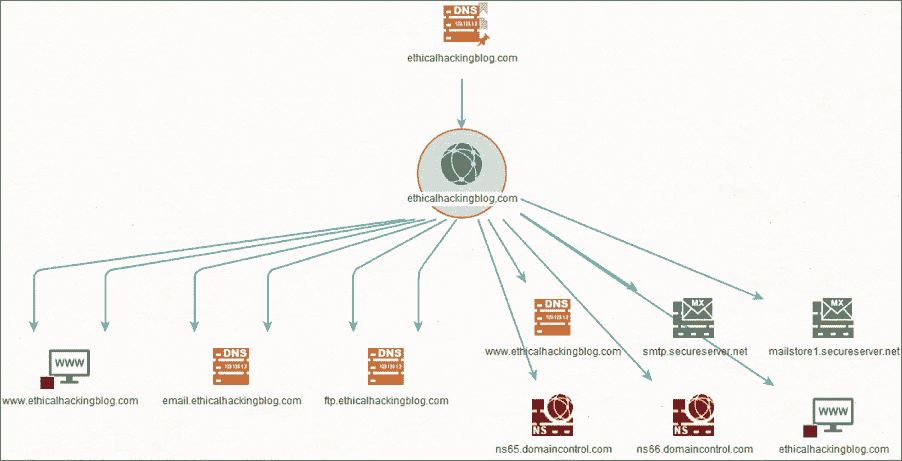 DNS
ethicalhackingblog.com
ethicalhackingblog.com
WWW
www.ethicalhackingblog.com
DNS
email.ethicalhackingblog.com
DNS
ftp.ethicalhackingblog.com
DNS
www.ethicalhackingblog.com
MX
smtp.secureserver.net
MX
mailstore1.secureserver.net
NS
ns65.domaincontrol.com
NS
ns66.domaincontrol.com
WWW
ethicalhackingblog.com